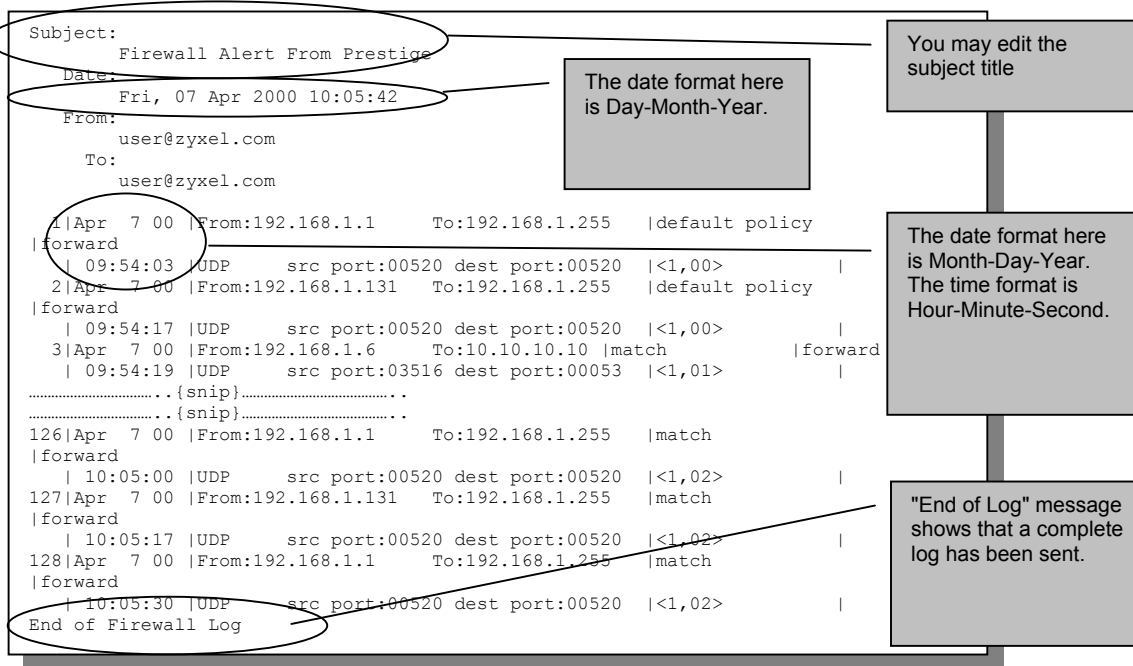 Subject:
Firewall Alert From Prestige
Date:
Fri, 07 Apr 2000 10:05:42
From:
user@zyxel.com
To:
user@zyxel.com
1|Apr 7 00 |From:192.168.1.1 To:192.168.1.255 |default policy
|forward
| 09:54:03 |UDP src port:00520 dest port:00520 |<1,00> |
2|Apr 7 00 |From:192.168.1.131 To:192.168.1.255 |default policy
|forward
| 09:54:17 |UDP src port:00520 dest port:00520 |<1,00> |
3|Apr 7 00 |From:192.168.1.6 To:10.10.10.10 |match |forward
| 09:54:19 |UDP src port:03516 dest port:00053 |<1,01> |
……………………………..{snip}…………………………………..
……………………………..{snip}…………………………………..
126|Apr 7 00 |From:192.168.1.1 To:192.168.1.255 |match
|forward
| 10:05:00 |UDP src port:00520 dest port:00520 |<1,02> |
127|Apr 7 00 |From:192.168.1.131 To:192.168.1.255 |match
|forward
| 10:05:17 |UDP src port:00520 dest port:00520 |<1,02> |
128|Apr 7 00 |From:192.168.1.1 To:192.168.1.255 |match
|forward
| 10:05:30 |UDP src port:00520 dest port:00520 |<1,02> |
End of Firewall Log
You may edit the
subject title
The date format here
is Day-Month-Year.
The date format here
is Month-Day-Year.
The time format is
Hour-Minute-Second.
"End of Log" message
shows that a complete
log has been sent.